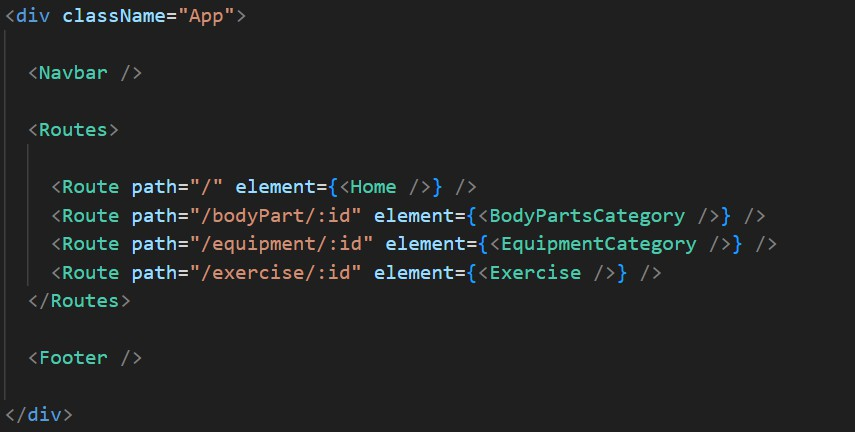 <div className="App">
<Navbar />
<Routes>
<Route path="/" element={<Home />} />
<Route path="/bodyPart/:id" element={<BodyPartsCategory />} />
<Route path="/equipment/:id" element={<EquipmentCategory />} />
<Route path="/exercise/:id" element={<Exercise />} />
</Routes>
<Footer />
</div>